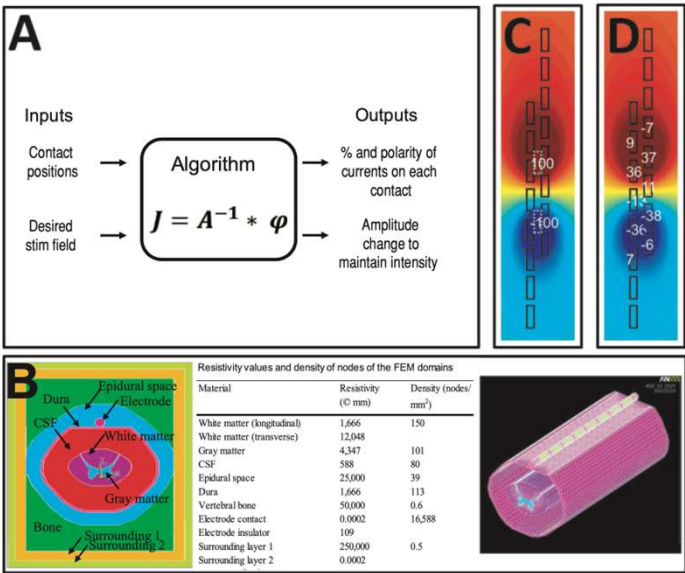 A
Inputs
Contact
positions
Desired
stim field
Algorithm
J = A⁻¹ * φ
Outputs
% and polarity of
currents on each
contact
Amplitude
change to
maintain intensity
C
100
-100
D
-7
9
37
36
11
-13
-38
-36
-6
7
B
Epidural space
Dura
Electrode
CSF
White matter
Gray matter
Bone
Surrounding 1
Surrounding 2
Resistivity values and density of nodes of the FEM domains
Material Resistivity Density (nodes/
(© mm) mm²)
White matter (longitudinal) 1,666 150
White matter (transverse) 12,048
Gray matter 4,347 101
CSF 588 80
Epidural space 25,000 39
Dura 1,666 113
Vertebral bone 50,000 0.6
Electrode contact 0.0002 16,588
Electrode insulator 109
Surrounding layer 1 250,000 0.5
Surrounding layer 2 0.0002